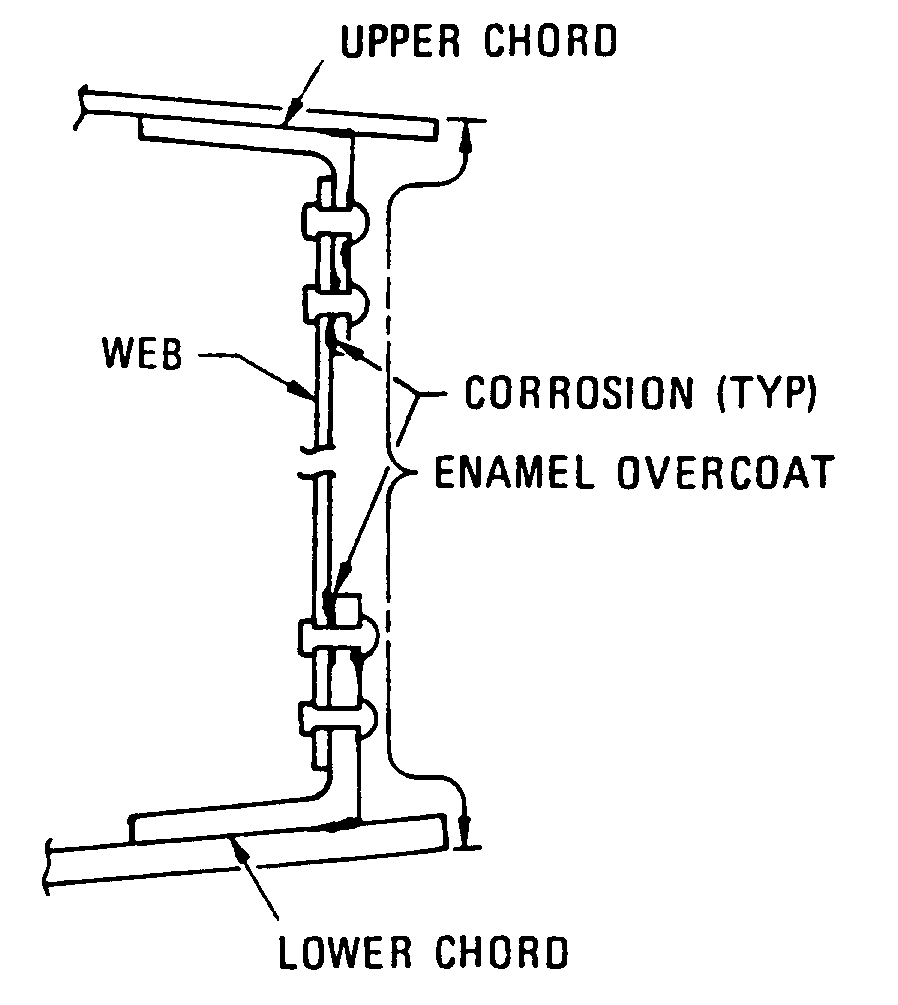 UPPER CHORD
WEB
CORROSION (TYP)
ENAMEL OVERCOAT
LOWER CHORD